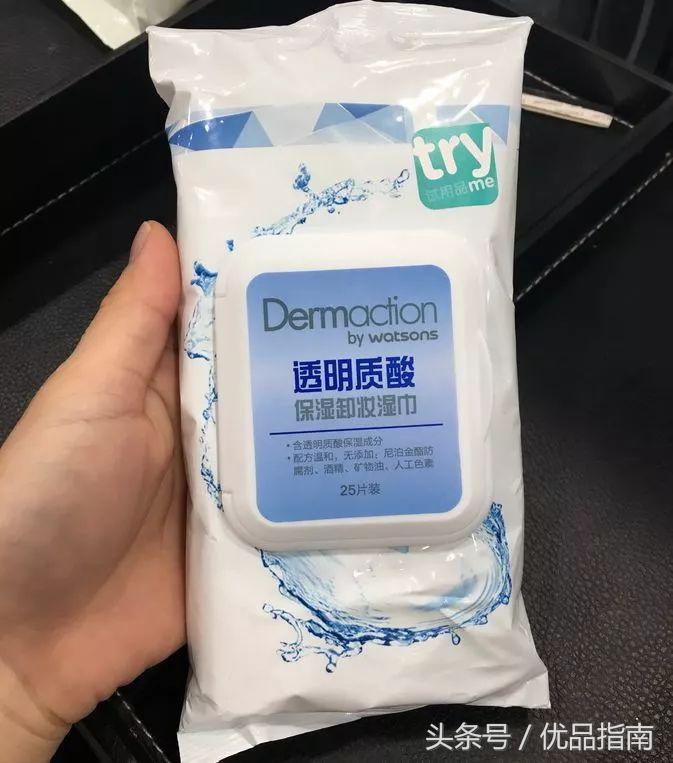 try
试用品me
Dermaction
by watsons
透明质酸
保湿卸妆湿巾
•含透明质酸保湿成分
•配方温和，无添加：尼泊金酯防
腐剂、酒精、矿物油、人工色素
25片装
头条号 / 优品指南